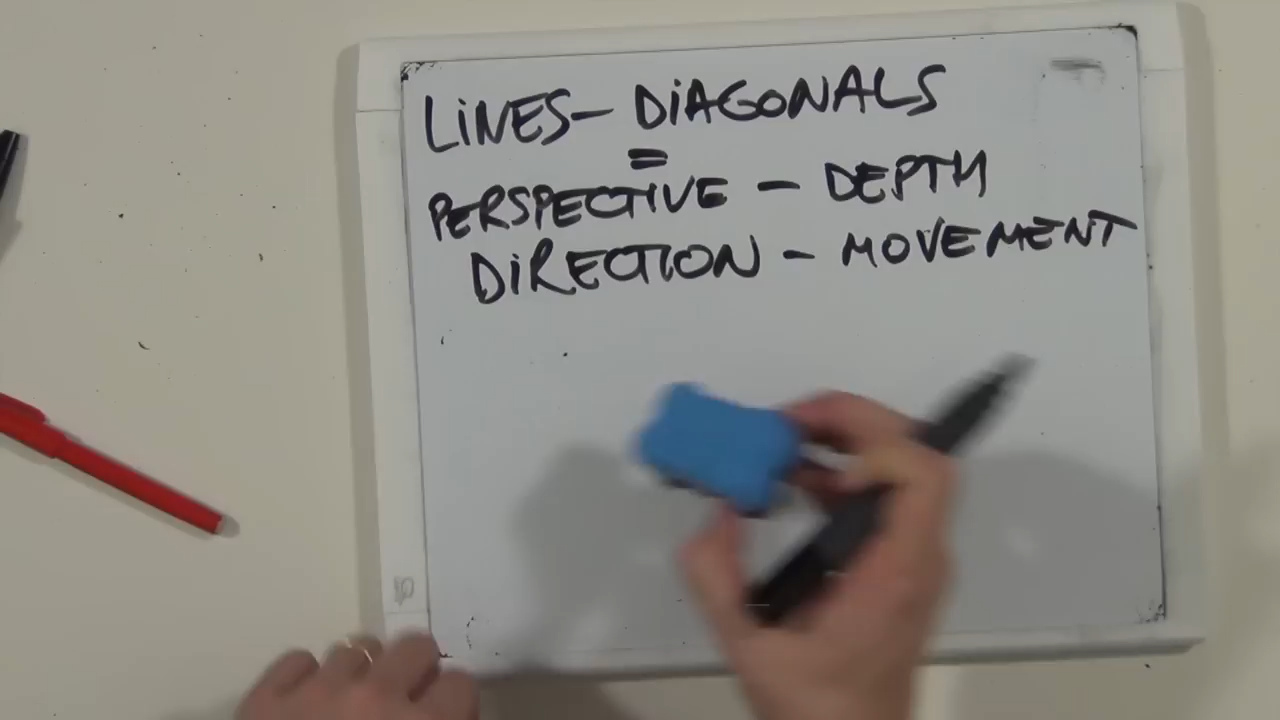 LiNES- DiAGONALS
=
PERSPECTIVE - DEPTH
DiRECTION - MOVEMENT